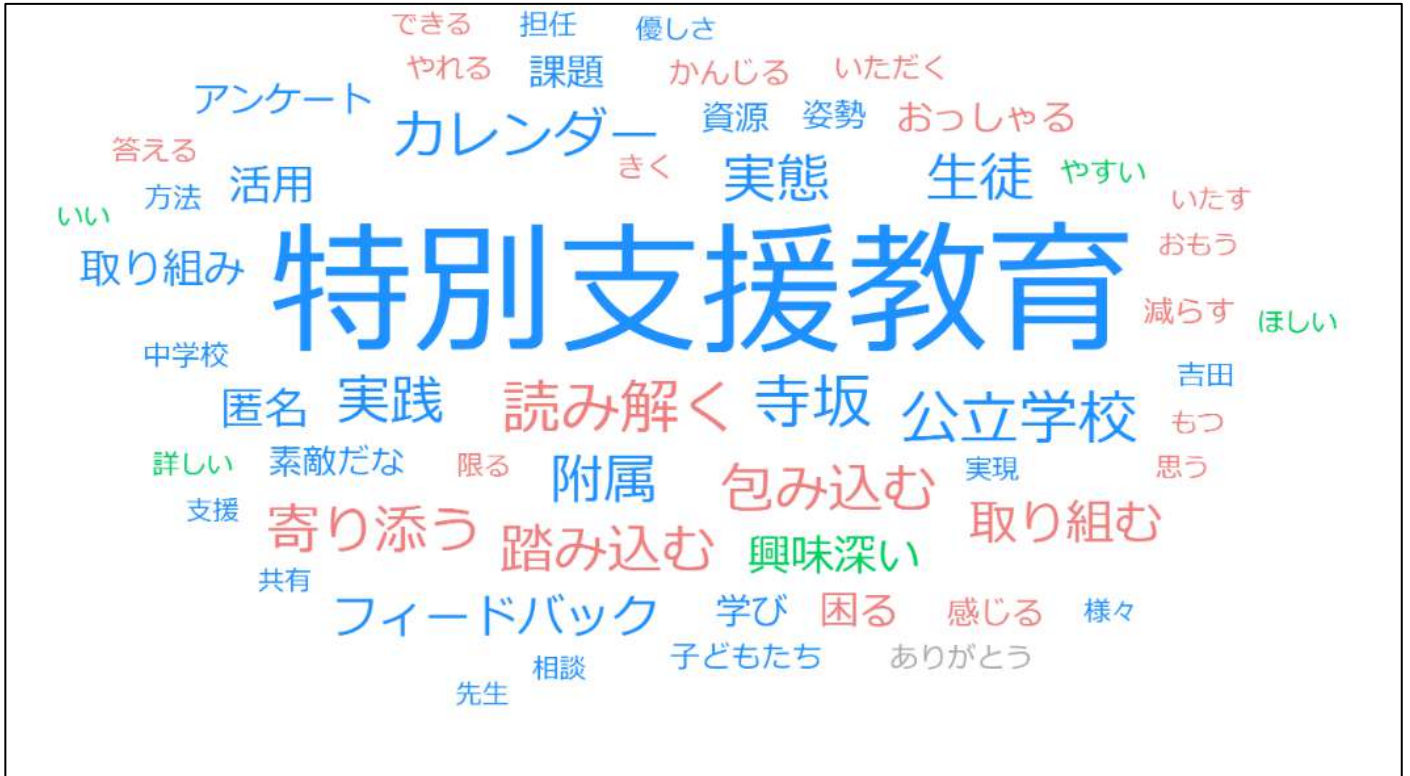 できる 担任 優しさ
やれる 課題 かんじる いただく
アンケート カレンダー 資源 姿勢 おっしゃる
答える きく 実態 生徒 やすい
いい 方法 活用 いたす
取り組み 特別支援教育 おもう
減らす ほしい
中学校 吉田
匿名 実践 読み解く 寺坂 公立学校 もつ
詳しい 素敵だな 限る 附属 包み込む 実現 思う
支援 寄り添う 踏み込む 興味深い 取り組む
共有 フィードバック 学び 困る 感じる 様々
相談 子どもたち ありがとう
先生